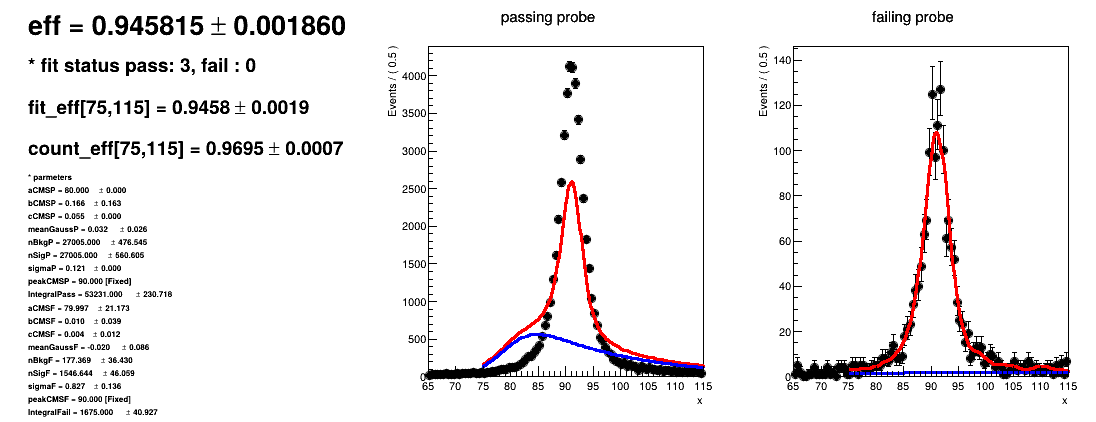 eff = 0.945815 ± 0.001860
* fit status pass: 3, fail : 0
fit_eff[75,115] = 0.9458 ± 0.0019
count_eff[75,115] = 0.9695 ± 0.0007
* parmeters
aCMSP = 80.000 ± 0.000
bCMSP = 0.166 ± 0.163
cCMSP = 0.055 ± 0.000
meanGaussP = 0.032 ± 0.026
nBkgP = 27005.000 ± 476.545
nSigP = 27005.000 ± 560.605
sigmaP = 0.121 ± 0.000
peakCMSP = 90.000 [Fixed]
IntegralPass = 53231.000 ± 230.718
aCMSF = 79.997 ± 21.173
bCMSF = 0.010 ± 0.039
cCMSF = 0.004 ± 0.012
meanGaussF = -0.020 ± 0.086
nBkgF = 177.369 ± 36.430
nSigF = 1546.644 ± 46.059
sigmaF = 0.827 ± 0.136
peakCMSF = 90.000 [Fixed]
IntegralFail = 1675.000 ± 40.927
passing probe
Events / ( 0.5 )
4000
3500
3000
2500
2000
1500
1000
500
0
65 70 75 80 85 90 95 100 105 110 115
x
failing probe
Events / ( 0.5 )
140
120
100
80
60
40
20
0
65 70 75 80 85 90 95 100 105 110 115
x